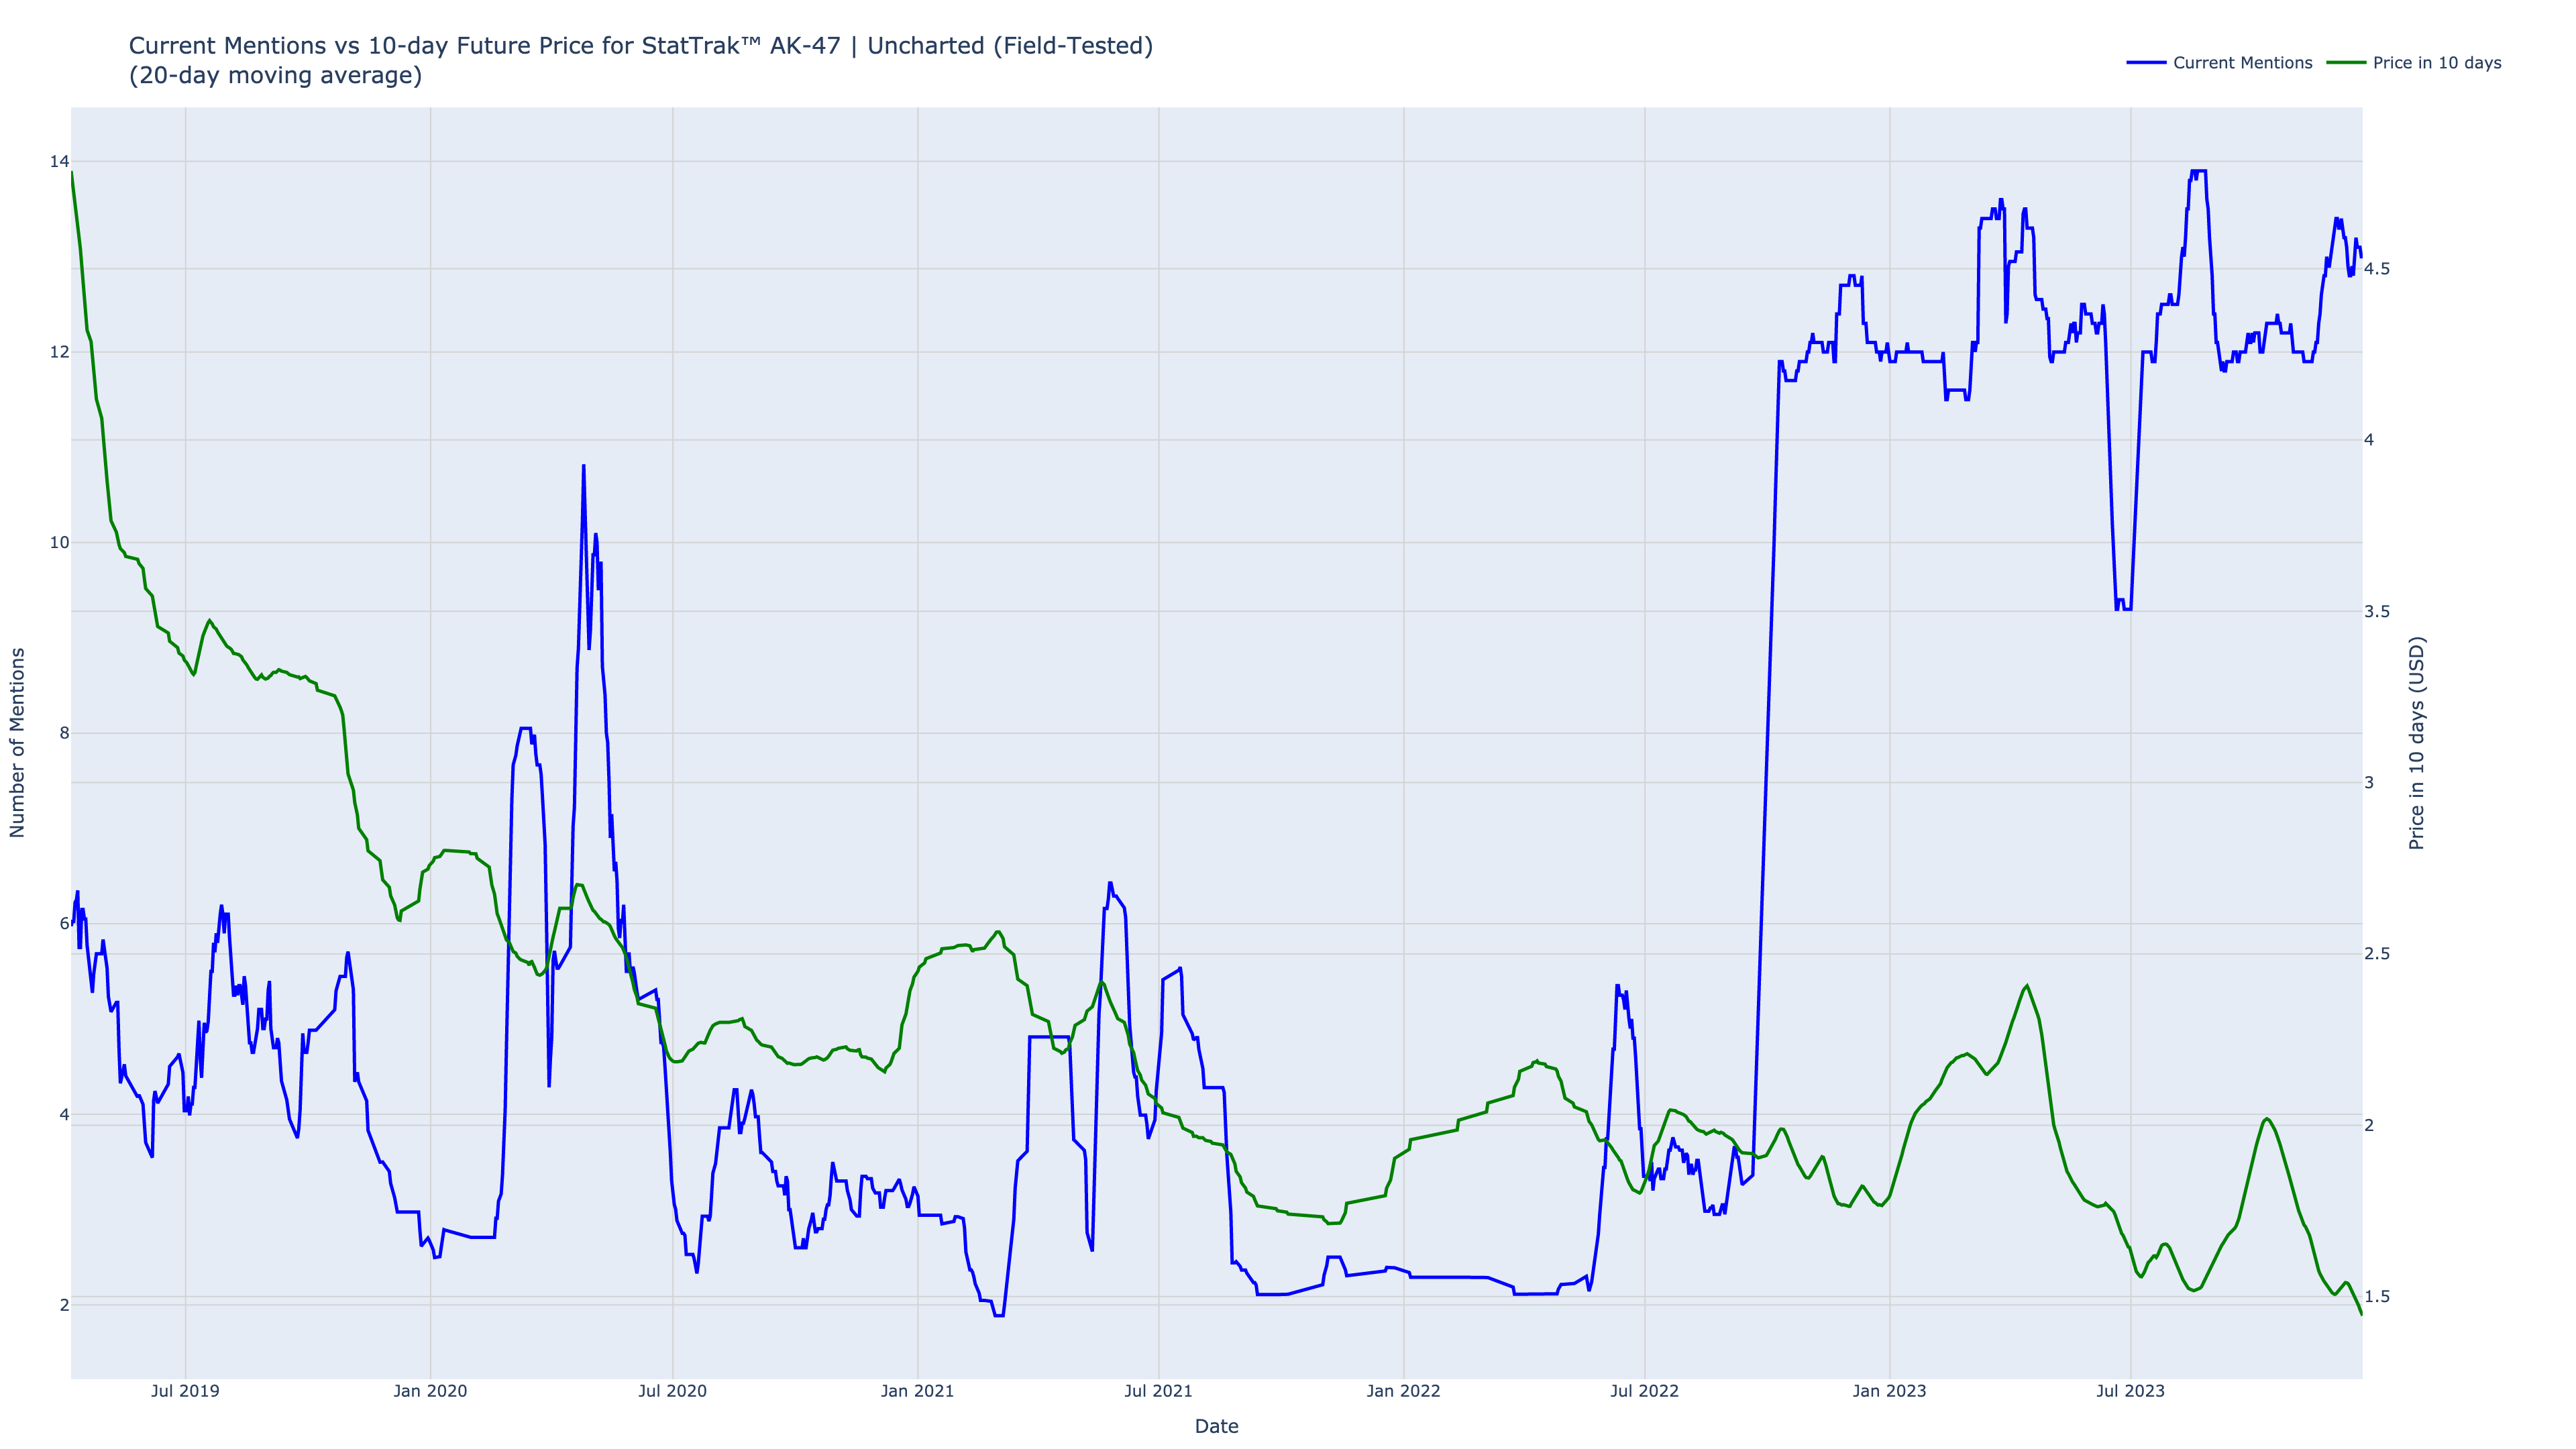 Current Mentions vs 10-day Future Price for StatTrak™ AK-47 | Uncharted (Field-Tested)
(20-day moving average)
Current Mentions
Price in 10 days
14
12
10
8
6
4
2
Number of Mentions
4.5
4
3.5
3
2.5
2
1.5
Price in 10 days (USD)
Jul 2019
Jan 2020
Jul 2020
Jan 2021
Jul 2021
Jan 2022
Jul 2022
Jan 2023
Jul 2023
Date